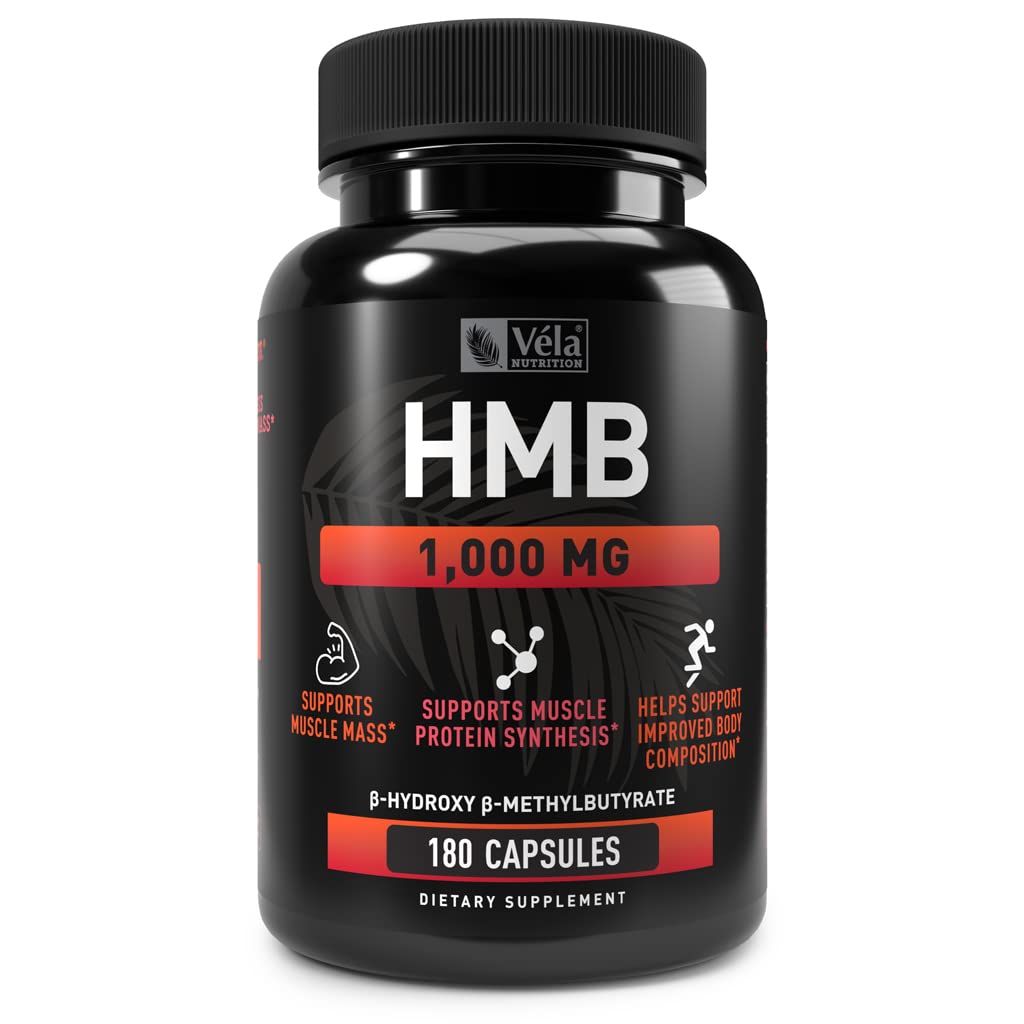 Véla®
NUTRITION
HMB
1,000 MG
SUPPORTS
MUSCLE MASS*
SUPPORTS MUSCLE
PROTEIN SYNTHESIS*
HELPS SUPPORT
IMPROVED BODY
COMPOSITION*
β-HYDROXY β-METHYLBUTYRATE
180 CAPSULES
DIETARY SUPPLEMENT